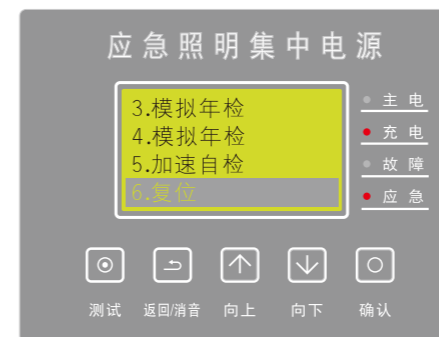 应急照明集中电源
3.模拟年检
4.模拟年检
5.加速自检
6.复位
主电
充电
故障
应急
测试 返回/消音 向上 向下 确认